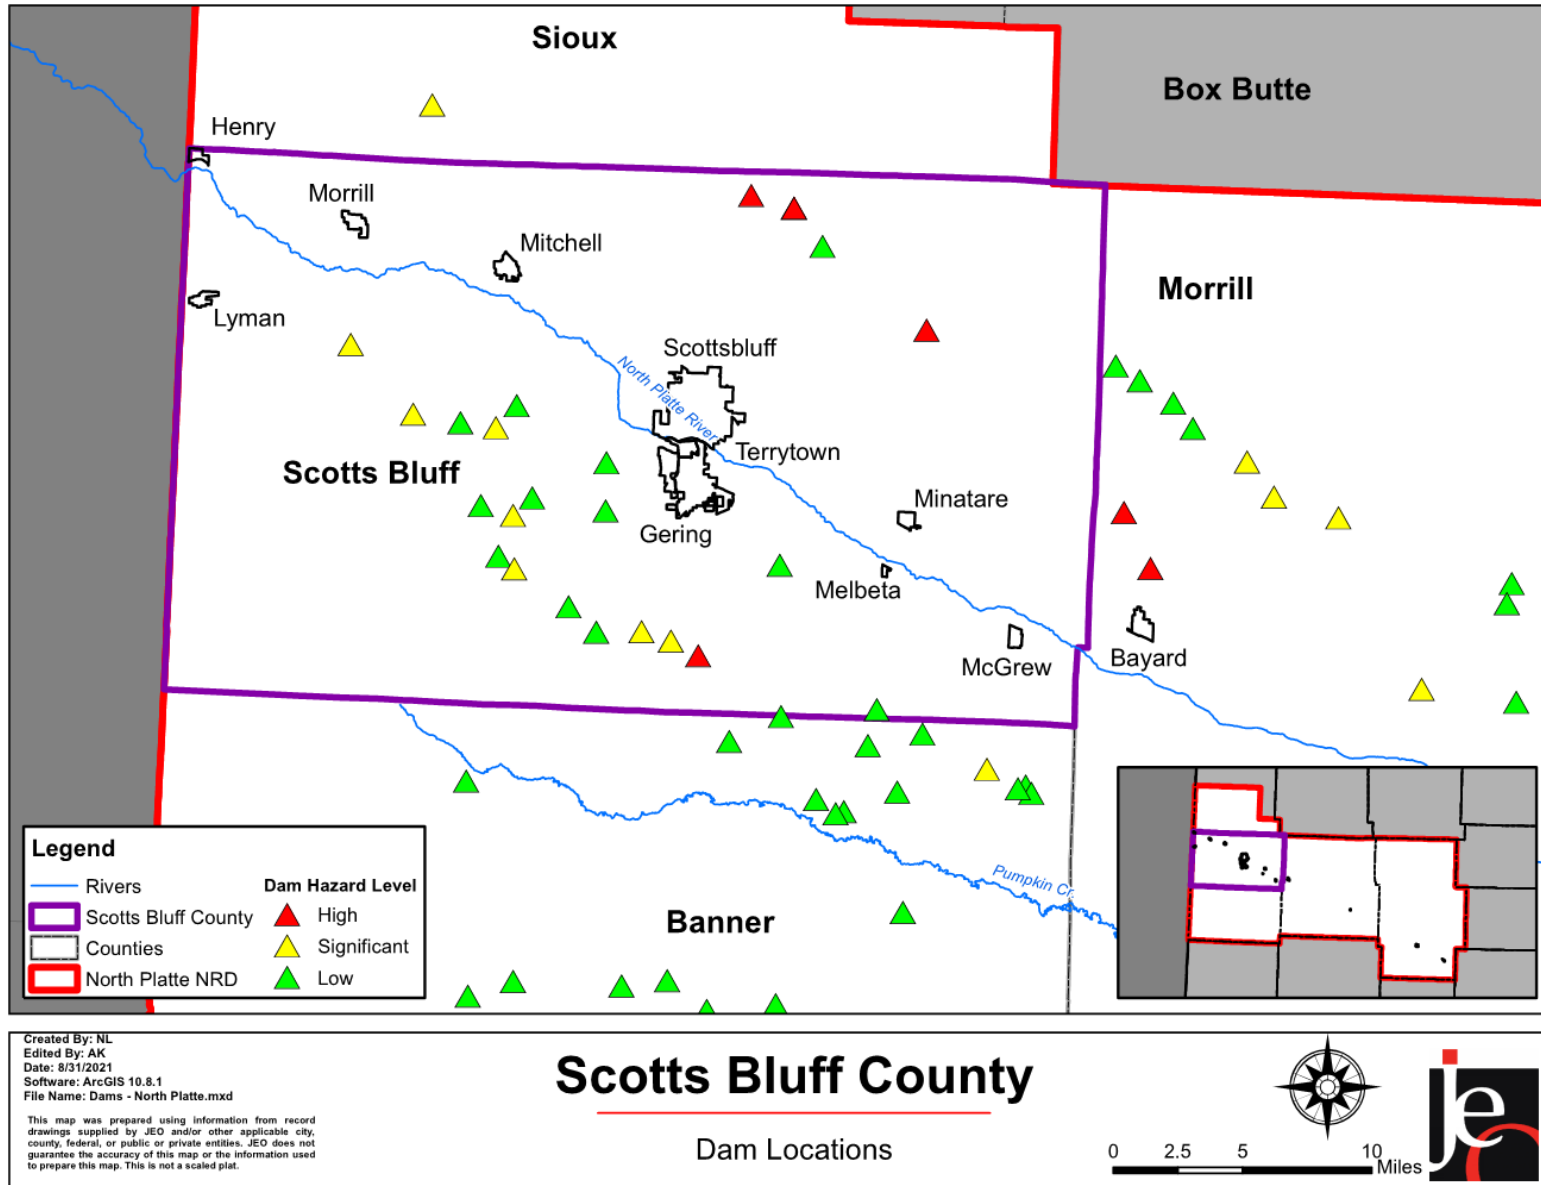 Sioux
Box Butte
Henry
Morrill
Mitchell
Morrill
Lyman
Scottsbluff
North Platte River
Terrytown
Scotts Bluff
Minatare
Gering
Melbeta
McGrew
Bayard
Pumpkin Cr.
Banner
Legend
Rivers
Scotts Bluff County
Counties
North Platte NRD
Dam Hazard Level
High
Significant
Low
Created By: NL
Edited By: AK
Date: 8/31/2021
Software: ArcGIS 10.8.1
File Name: Dams - North Platte.mxd
This map was prepared using information from record
drawings supplied by JEO and/or other applicable city,
county, federal, or public or private entities. JEO does not
guarantee the accuracy of this map or the information used
to prepare this map. This is not a scaled plat.
Scotts Bluff County
Dam Locations
0 2.5 5 10
Miles
jeo